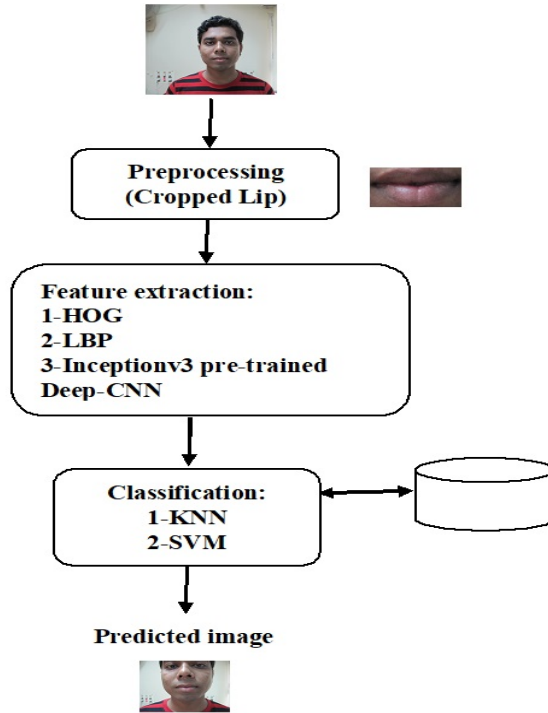 Preprocessing
(Cropped Lip)
Feature extraction:
1-HOG
2-LBP
3-Inceptionv3 pre-trained
Deep-CNN
Classification:
1-KNN
2-SVM
Predicted image